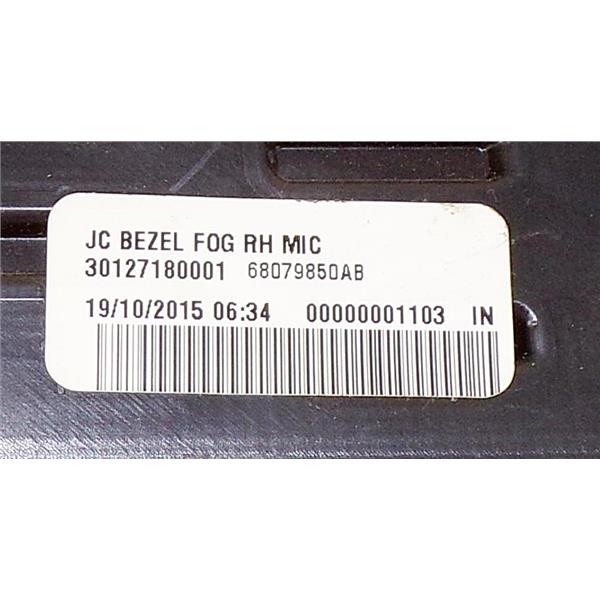 JC BEZEL FOG RH MIC
30127180001 68079850AB
19/10/2015 06:34 00000001103 IN